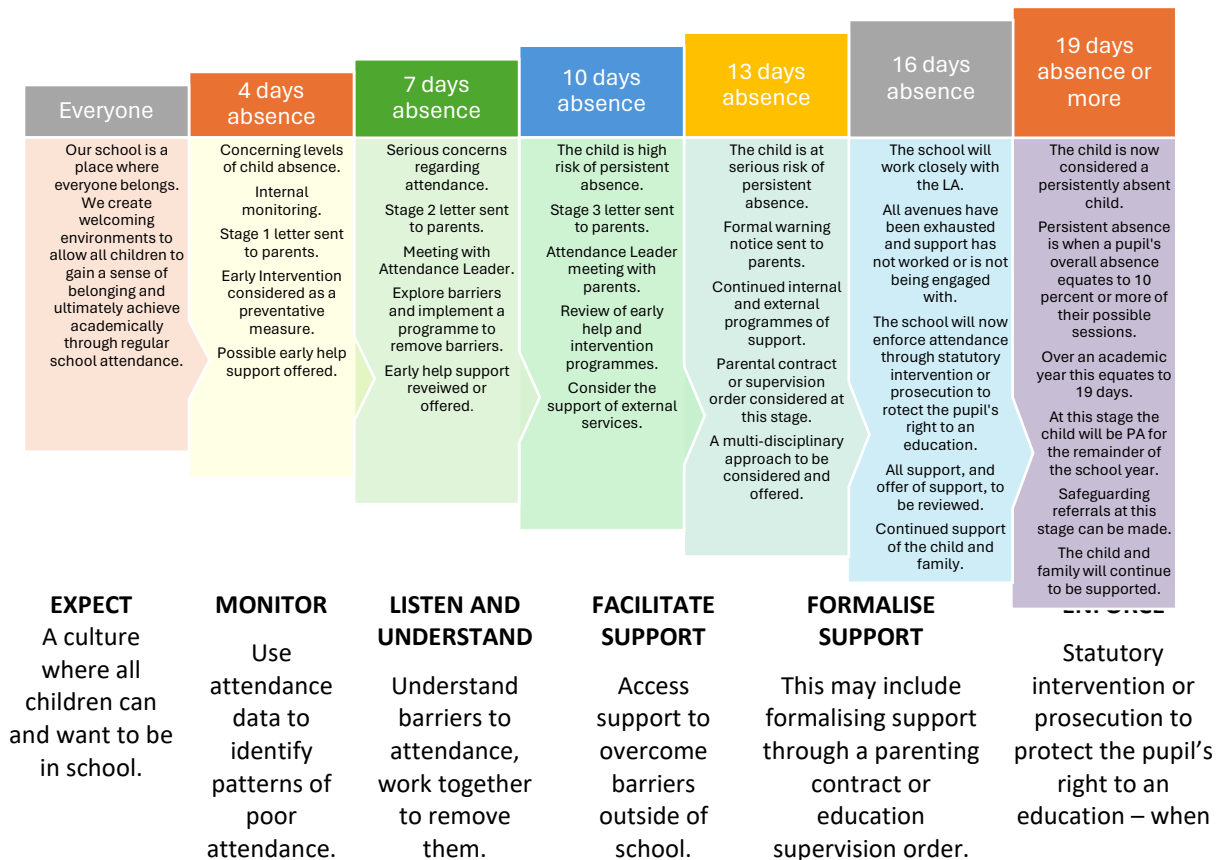 Everyone
Our school is a
place where
everyone belongs.
We create
welcoming
environments to
allow all children to
gain a sense of
belonging and
ultimately achieve
academically
through regular
school attendance.
4 days
absence
Concerning levels
of child absence.
Internal
monitoring.
Stage 1 letter sent
to parents.
Early Intervention
considered as a
preventative
measure.
Possible early help
support offered.
7 days
absence
Serious concerns
regarding
attendance.
Stage 2 letter sent
to parents.
Meeting with
Attendance Leader.
Explore barriers
and implement a
programme to
remove barriers.
Early help support
reveiwed or
offered.
10 days
absence
The child is high
risk of persistent
absence.
Stage 3 letter sent
to parents.
Attendance Leader
meeting with
parents.
Review of early
help and
intervention
programmes.
Consider the
support of external
services.
13 days
absence
The child is at
serious risk of
persistent
absence.
Formal warning
notice sent to
parents.
Continued internal
and external
programmes of
support.
Parental contract
or supervision
order considered at
this stage.
A multi-disciplinary
approach to be
considered and
offered.
16 days
absence
The school will
work closely with
the LA.
All avenues have
been exhausted
and support has
not worked or is not
being engaged
with.
The school will now
enforce attendance
through statutory
intervention or
prosecution to
rotect the pupil's
right to an
education.
All support, and
offer of support, to
be reviewed.
Continued support
of the child and
family.
19 days
absence or
more
The child is now
considered a
persistently absent
child.
Persistent absence
is when a pupil's
overall absence
equates to 10
percent or more of
their possible
sessions.
Over an academic
year this equates to
19 days.
At this stage the
child will be PA for
the remainder of
the school year.
Safeguarding
referrals at this
stage can be made.
The child and
family will continue
to be supported.
EXPECT
A culture
where all
children can
and want to be
in school.
MONITOR
Use
attendance
data to
identify
patterns of
poor
attendance.
LISTEN AND
UNDERSTAND
Understand
barriers to
attendance,
work together
to remove
them.
FACILITATE
SUPPORT
Access
support to
overcome
barriers
outside of
school.
FORMALISE
SUPPORT
This may include
formalising support
through a parenting
contract or
education
supervision order.
ENFORCE
Statutory
intervention or
prosecution to
protect the pupil's
right to an
education – when